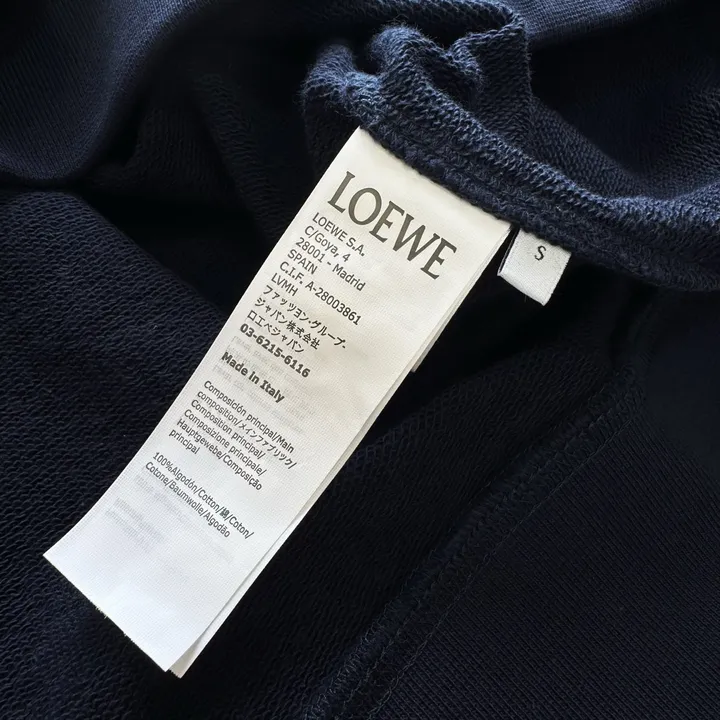 LOEWE
LOEWE S.A.
C/Goya, 4
28001 - Madrid
SPAIN
C.I.F. A-28003861
LVMH
ファッション・グループ・
ジャパン株式会社
ロエベジャパン
03-6215-6116
Made in Italy
Composición principal/Main
composition/メインファブリック/
Composition principal/
Composizione principale/
Hauptgewebe/Composição
principal
100%Algodón/Cotton/綿/Coton/
Cotone/Baumwolle/Algodão
S